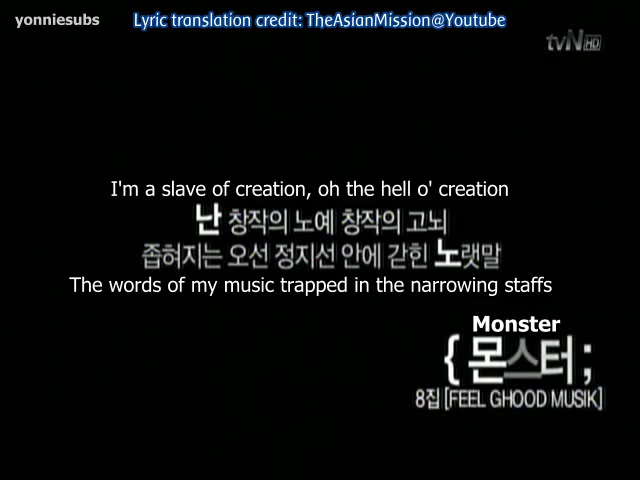 yonniesubs
Lyric translation credit: TheAsianMission@Youtube
tvN HD
I'm a slave of creation, oh the hell o' creation
난 창작의 노예 창작의 고뇌
좁혀지는 오선 정지선 안에 갇힌 노랫말
The words of my music trapped in the narrowing staffs
Monster
{ 몬스터 ;
8집 [FEEL GHOOD MUSIK]